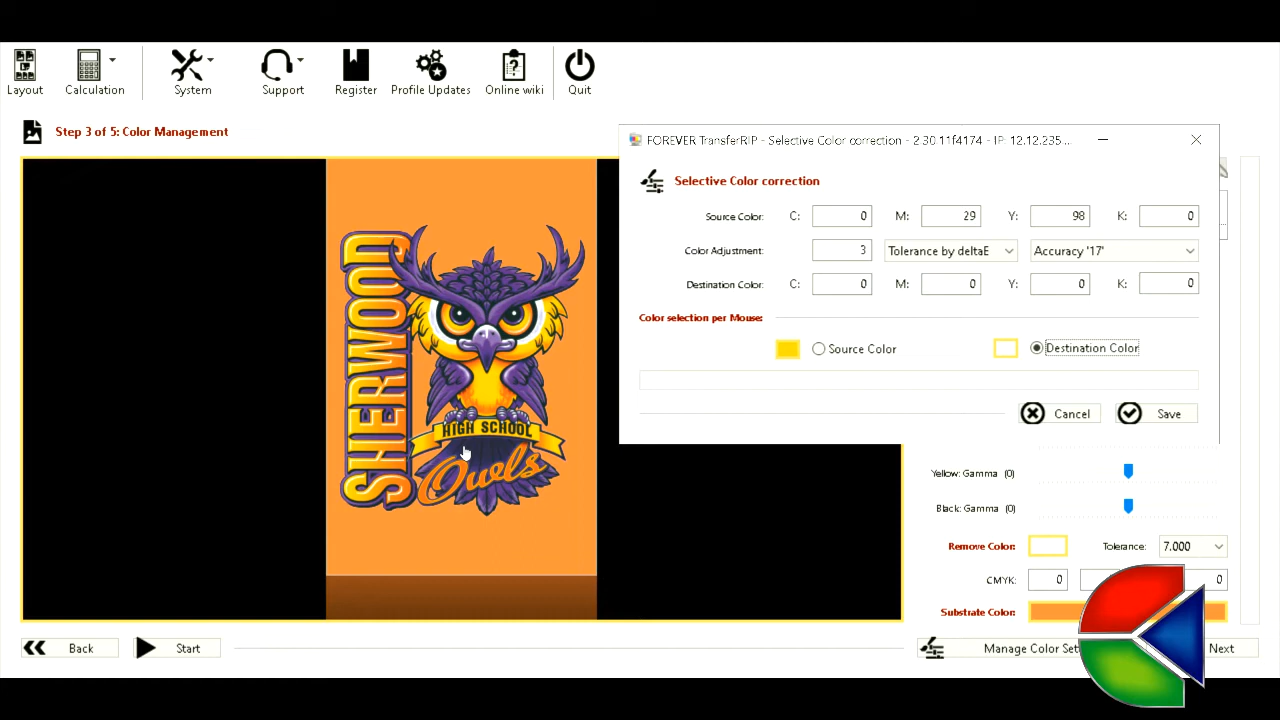 Layout
Calculation
System
Support
Register
Profile Updates
Online wiki
Quit
Step 3 of 5: Color Management
FOREVER TransferRIP - Selective Color correction - 2.30 11f4174 - IP: 12.12.235...
Selective Color correction
Source Color: C: 0 M: 29 Y: 98 K: 0
Color Adjustment: 3 Tolerance by deltaE Accuracy '17'
Destination Color: C: 0 M: 0 Y: 0 K: 0
Color selection per Mouse:
Source Color
Destination Color
Cancel
Save
SHERWOOD
HIGH SCHOOL
Owls
Yellow: Gamma (0)
Black: Gamma (0)
Remove Color: Tolerance: 7.000
CMYK: 0 0
Substrate Color:
Back
Start
Manage Color Set
Next